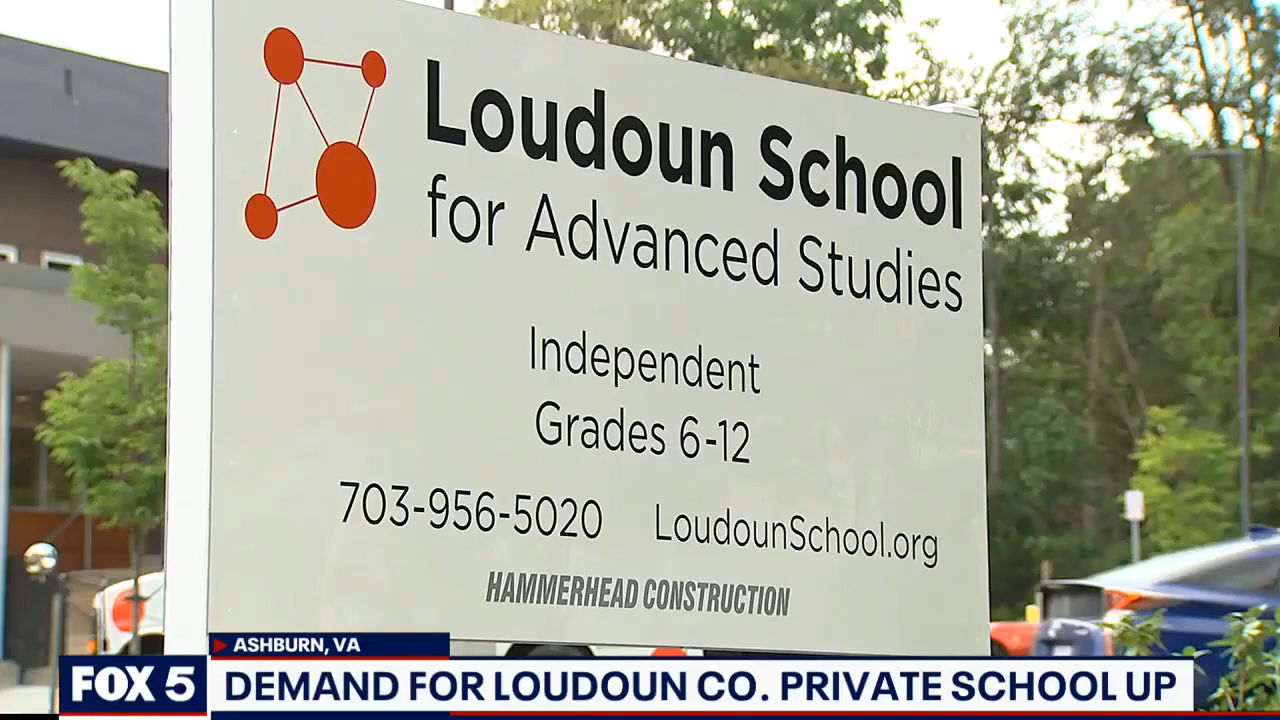 Loudoun School
for Advanced Studies
Independent
Grades 6-12
703-956-5020 LoudounSchool.org
HAMMERHEAD CONSTRUCTION
ASHBURN, VA
FOX 5 DEMAND FOR LOUDOUN CO. PRIVATE SCHOOL UP